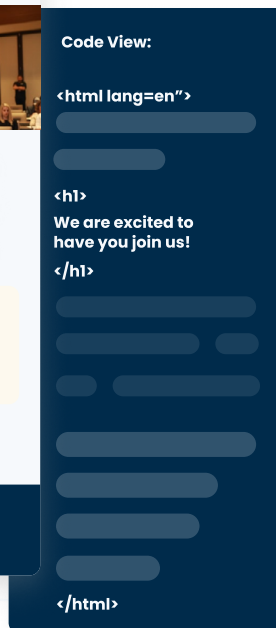 Code View:
<html lang=en”>
<h1>
We are excited to
have you join us!
</h1>
</html>